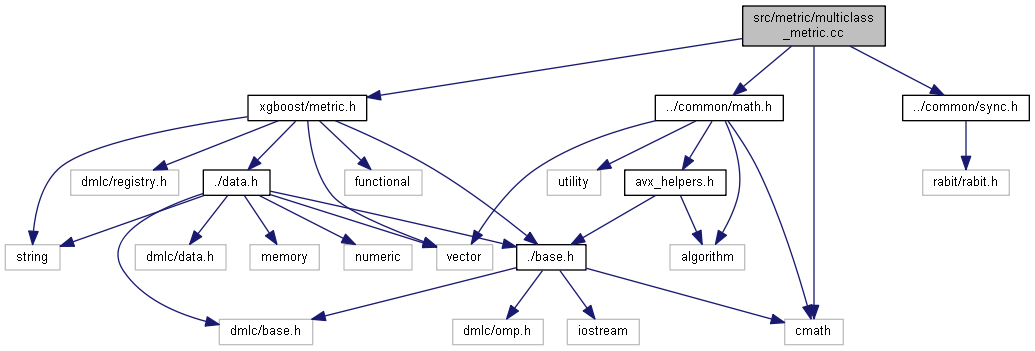 src/metric/multiclass
_metric.cc
xgboost/metric.h
../common/math.h
../common/sync.h
dmlc/registry.h
./data.h
functional
utility
avx_helpers.h
rabit/rabit.h
string
dmlc/data.h
memory
numeric
vector
./base.h
algorithm
dmlc/base.h
dmlc/omp.h
iostream
cmath